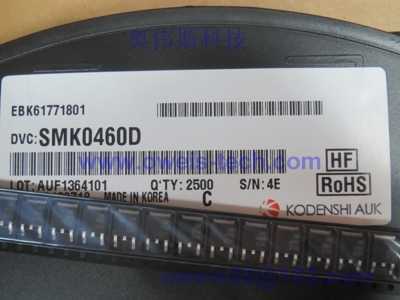 奥伟斯科技
EBK61771801
DVC: SMK0460D
www.oweis-tech.com
HF
LOT: AUF1364101 Q'TY: 2500 S/N: 4E
RoHS
MADE IN KOREA C
KODENSHI AUK